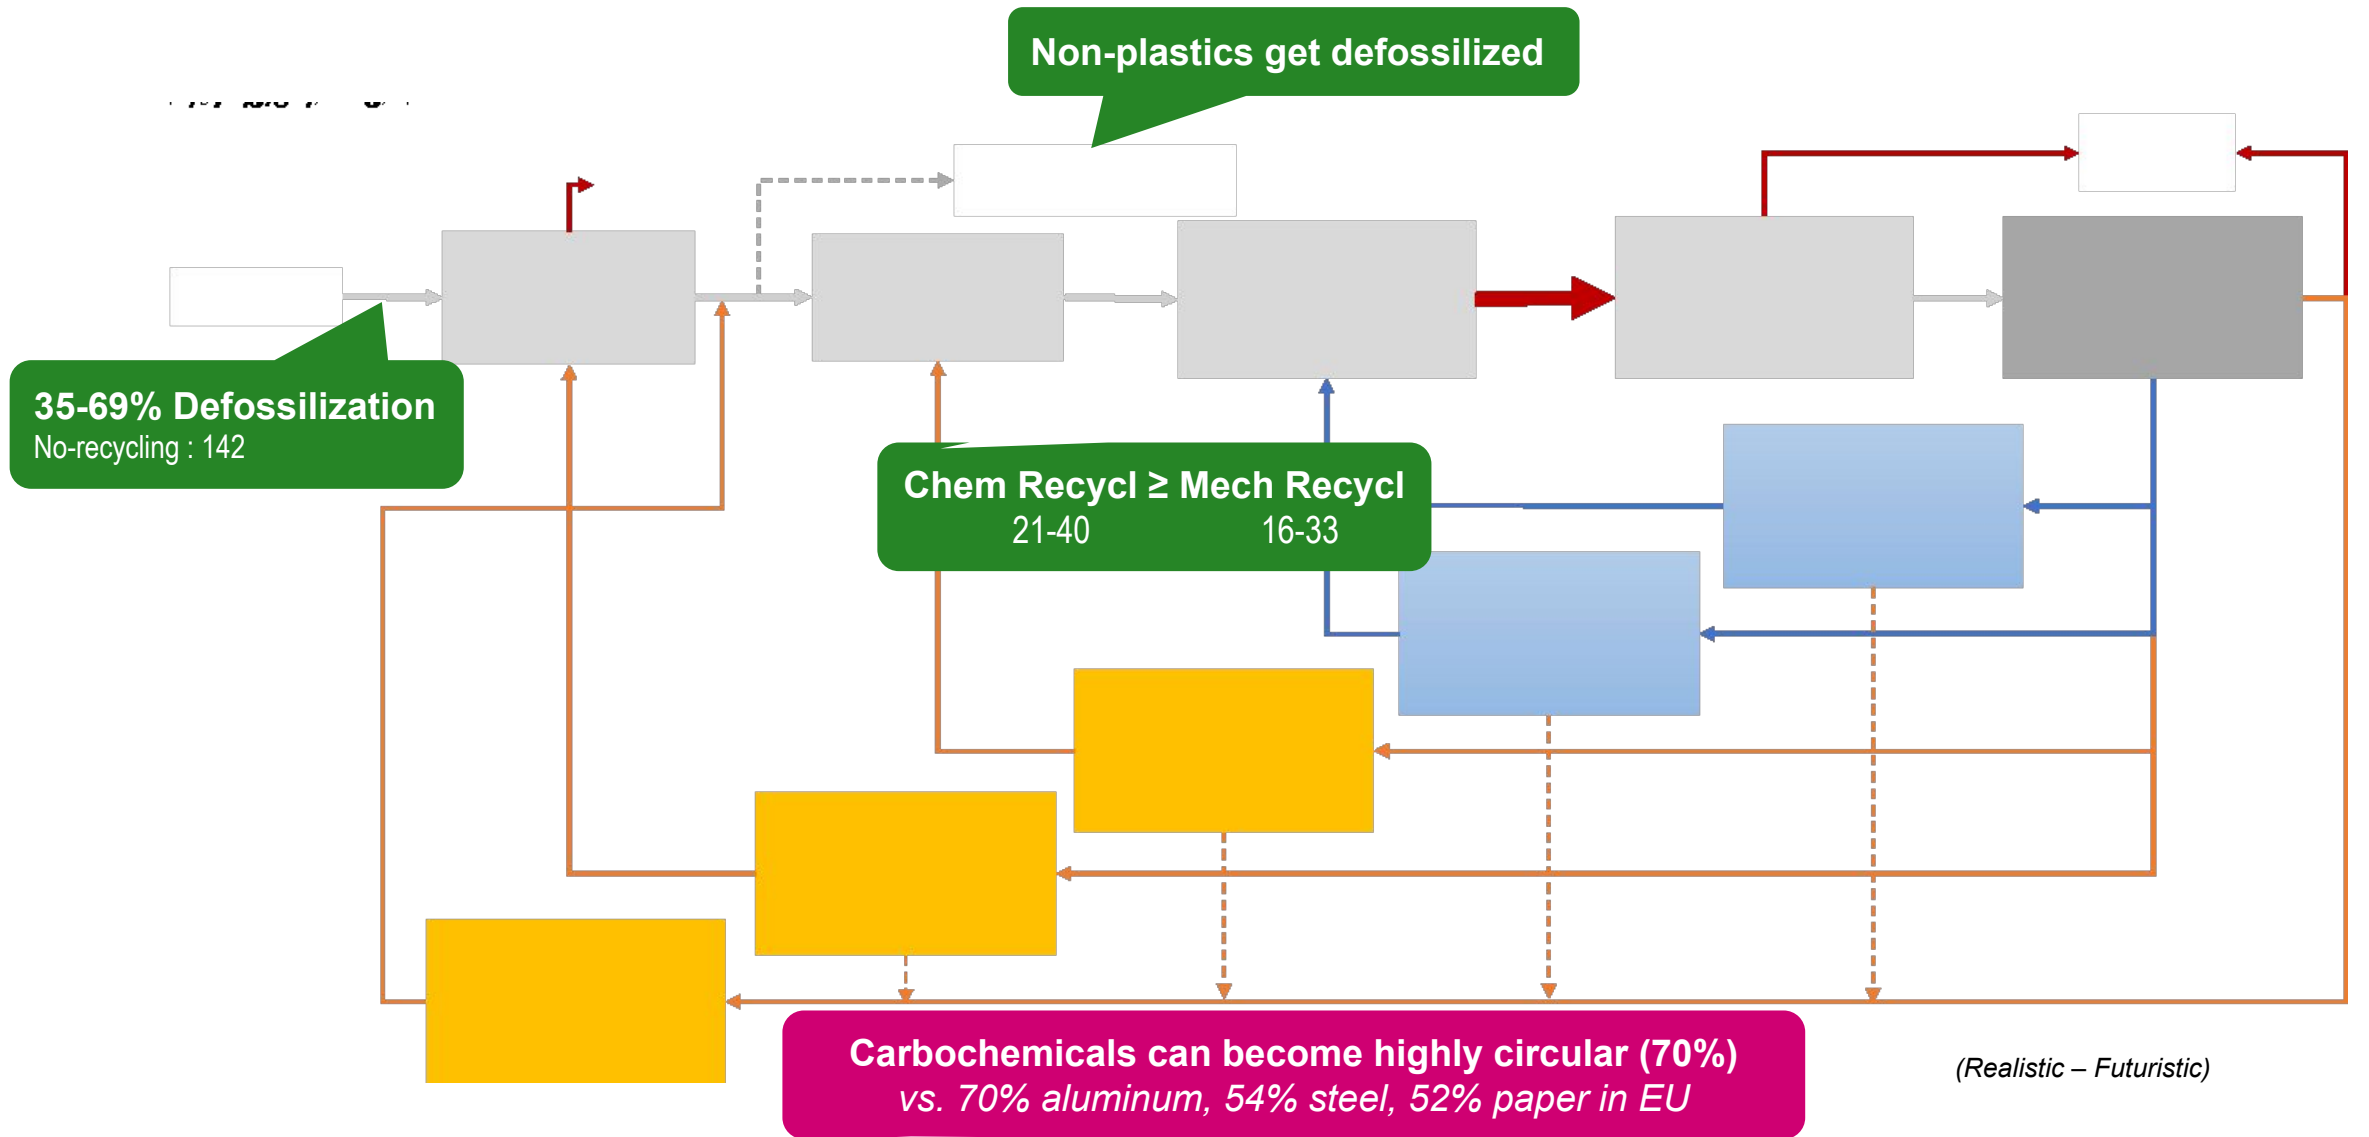 Non-plastics get defossilized
35-69% Defossilization
No-recycling : 142
Chem Recycl ≥ Mech Recycl
21-40 16-33
Carbochemicals can become highly circular (70%)
vs. 70% aluminum, 54% steel, 52% paper in EU
(Realistic – Futuristic)